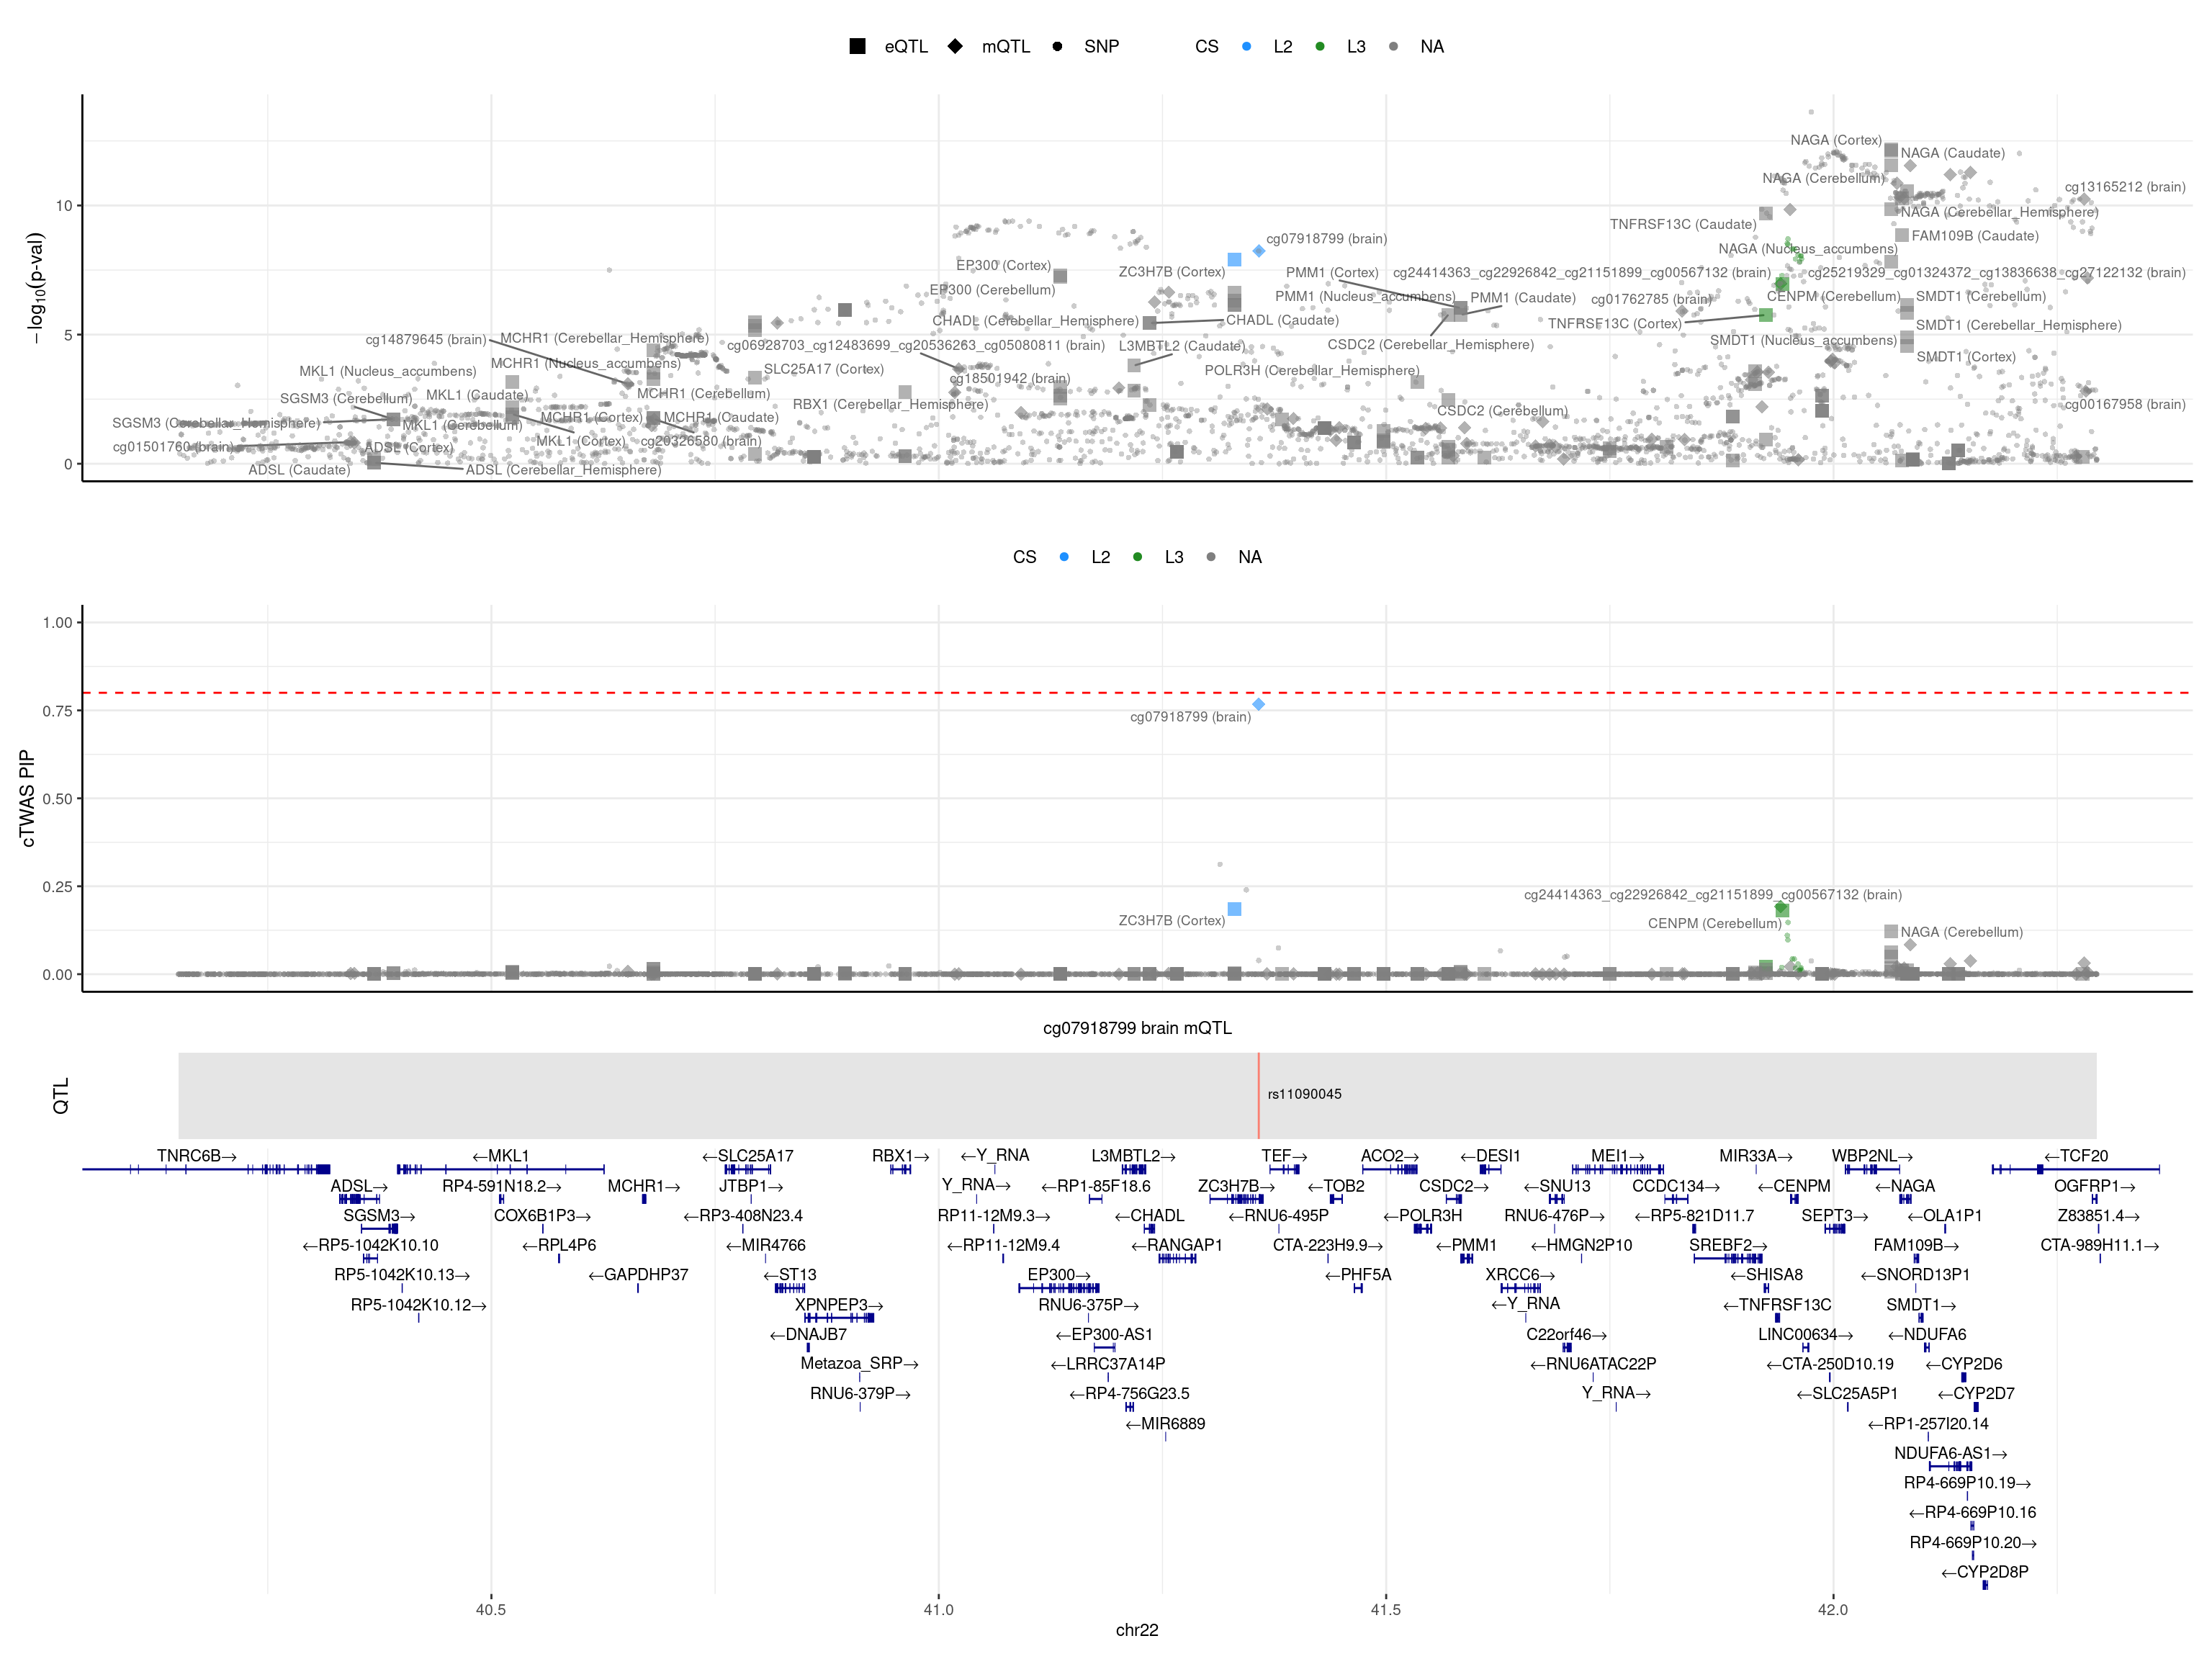 eQTL mQTL SNP CS L2 L3 NA
NAGA (Cortex)
NAGA (Caudate)
NAGA (Cerebellum)
cg13165212 (brain)
10
NAGA (Cerebellar_Hemisphere)
TNFRSF13C (Caudate)
FAM109B (Caudate)
cg07918799 (brain)
NAGA (Nucleus_accumbens)
EP300 (Cortex)
ZC3H7B (Cortex)
PMM1 (Cortex)
cg24414363_cg22926842_cg21151899_cg00567132 (brain)
cg25219329_cg01324372_cg13836638_cg27122132 (brain)
EP300 (Cerebellum)
PMM1 (Nucleus_accumbens)
PMM1 (Caudate)
cg01762785 (brain)
CENPM (Cerebellum)
SMDT1 (Cerebellum)
−log10(p-val)
CHADL (Cerebellar_Hemisphere)
CHADL (Caudate)
TNFRSF13C (Cortex)
SMDT1 (Cerebellar_Hemisphere)
5
cg14879645 (brain)
MCHR1 (Cerebellar_Hemisphere)
cg06928703_cg12483699_cg20536263_cg05080811 (brain)
L3MBTL2 (Caudate)
CSDC2 (Cerebellar_Hemisphere)
SMDT1 (Nucleus_accumbens)
SMDT1 (Cortex)
MKL1 (Nucleus_accumbens)
MCHR1 (Nucleus_accumbens)
SLC25A17 (Cortex)
cg18501942 (brain)
POLR3H (Cerebellar_Hemisphere)
SGSM3 (Cerebellum)
MKL1 (Caudate)
MCHR1 (Cerebellum)
RBX1 (Cerebellar_Hemisphere)
CSDC2 (Cerebellum)
cg00167958 (brain)
SGSM3 (Cerebellar_Hemisphere)
MKL1 (Cerebellum)
MCHR1 (Cortex)
MCHR1 (Caudate)
cg01501760 (brain)
ADSL (Cortex)
MKL1 (Cortex)
cg20326580 (brain)
0
ADSL (Caudate)
ADSL (Cerebellar_Hemisphere)
CS L2 L3 NA
1.00
0.75
cg07918799 (brain)
cTWAS PIP
0.50
0.25
cg24414363_cg22926842_cg21151899_cg00567132 (brain)
ZC3H7B (Cortex)
CENPM (Cerebellum)
NAGA (Cerebellum)
0.00
cg07918799 brain mQTL
QTL
rs11090045
TNRC6B→ ←MKL1 ←SLC25A17 RBX1→ ←Y_RNA L3MBTL2→ TEF→ ACO2→ ←DESI1 MEI1→ MIR33A→ WBP2NL→ ←TCF20
ADSL→ RP4-591N18.2→ MCHR1→ JTBP1→ Y_RNA→ ←RP1-85F18.6 ZC3H7B→ ←TOB2 CSDC2→ ←SNU13 CCDC134→ ←CENPM ←NAGA OGFRP1→
SGSM3→ COX6B1P3→ ←RP3-408N23.4 RP11-12M9.3→ ←CHADL ←RNU6-495P ←POLR3H RNU6-476P→ ←RP5-821D11.7 SEPT3→ ←OLA1P1 Z83851.4→
←RP5-1042K10.10 ←RPL4P6 ←MIR4766 ←RP11-12M9.4 ←RANGAP1 CTA-223H9.9→ ←PMM1 ←HMGN2P10 SREBF2→ FAM109B→ CTA-989H11.1→
RP5-1042K10.13→ ←GAPDHP37 ←ST13 EP300→ ←PHF5A XRCC6→ ←SHISA8 ←SNORD13P1
RP5-1042K10.12→ XPNPEP3→ RNU6-375P→ ←Y_RNA ←TNFRSF13C SMDT1→
←DNAJB7 ←EP300-AS1 C22orf46→ LINC00634→ ←NDUFA6
Metazoa_SRP→ ←LRRC37A14P ←RNU6ATAC22P ←CTA-250D10.19 ←CYP2D6
RNU6-379P→ ←RP4-756G23.5 Y_RNA→ ←SLC25A5P1 ←CYP2D7
←MIR6889 ←RP1-257I20.14
NDUFA6-AS1→
RP4-669P10.19→
←RP4-669P10.16
RP4-669P10.20→
←CYP2D8P
40.5 41.0 41.5 42.0
chr22